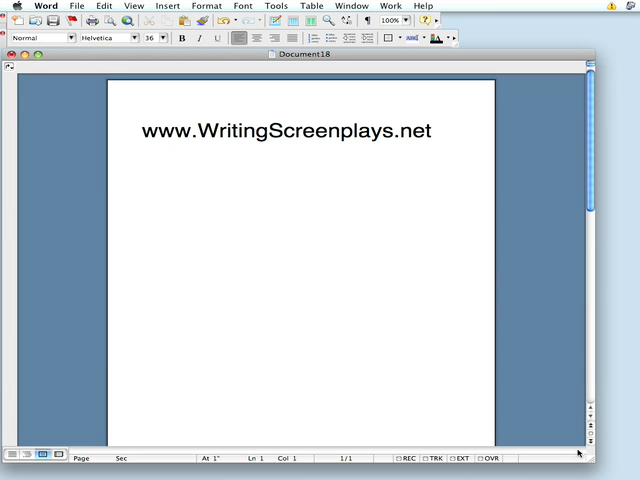 Word File Edit View Insert Format Font Tools Table Window Work Help
100%
Normal Helvetica 36 B I U
Document18
www.WritingScreenplays.net
Page Sec At 1" Ln 1 Col 1 1/1 REC TRK EXT OVR